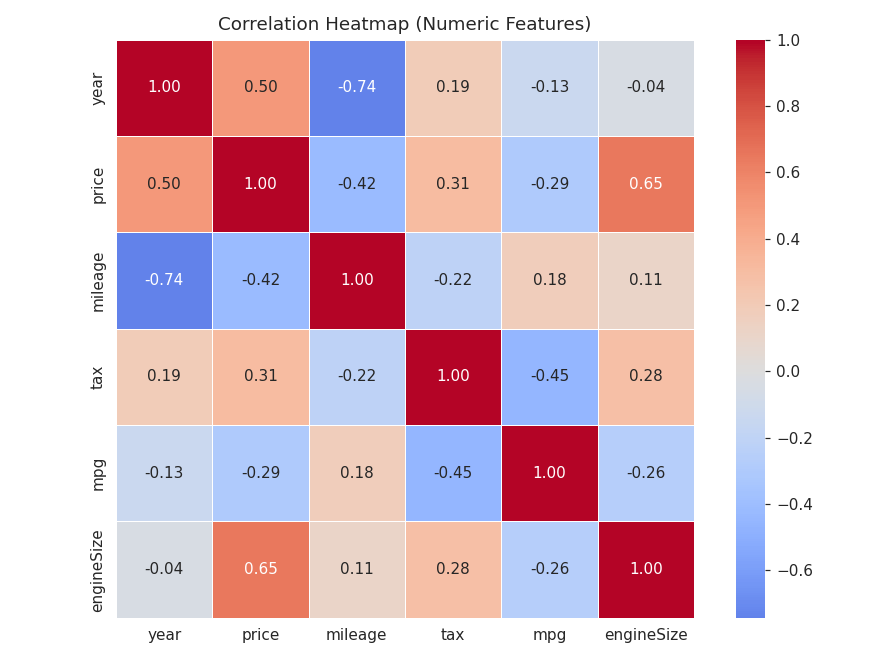 Correlation Heatmap (Numeric Features)
year 1.00 0.50 -0.74 0.19 -0.13 -0.04
price 0.50 1.00 -0.42 0.31 -0.29 0.65
mileage -0.74 -0.42 1.00 -0.22 0.18 0.11
tax 0.19 0.31 -0.22 1.00 -0.45 0.28
mpg -0.13 -0.29 0.18 -0.45 1.00 -0.26
engineSize -0.04 0.65 0.11 0.28 -0.26 1.00
year price mileage tax mpg engineSize
1.0
0.8
0.6
0.4
0.2
0.0
−0.2
−0.4
−0.6